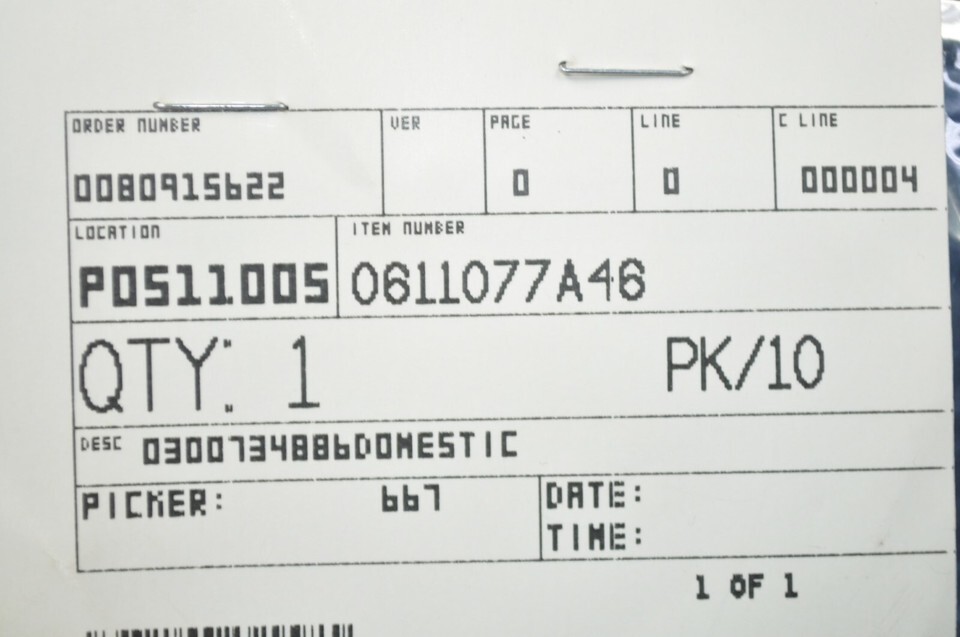 ORDER NUMBER VER PAGE LINE C LINE
0080915622 0 0 000004
LOCATION ITEM NUMBER
P0511005 0611077A46
QTY: 1 PK/10
DESC 0300734886DOMESTIC
PICKER: 667 DATE:
TIME:
1 OF 1